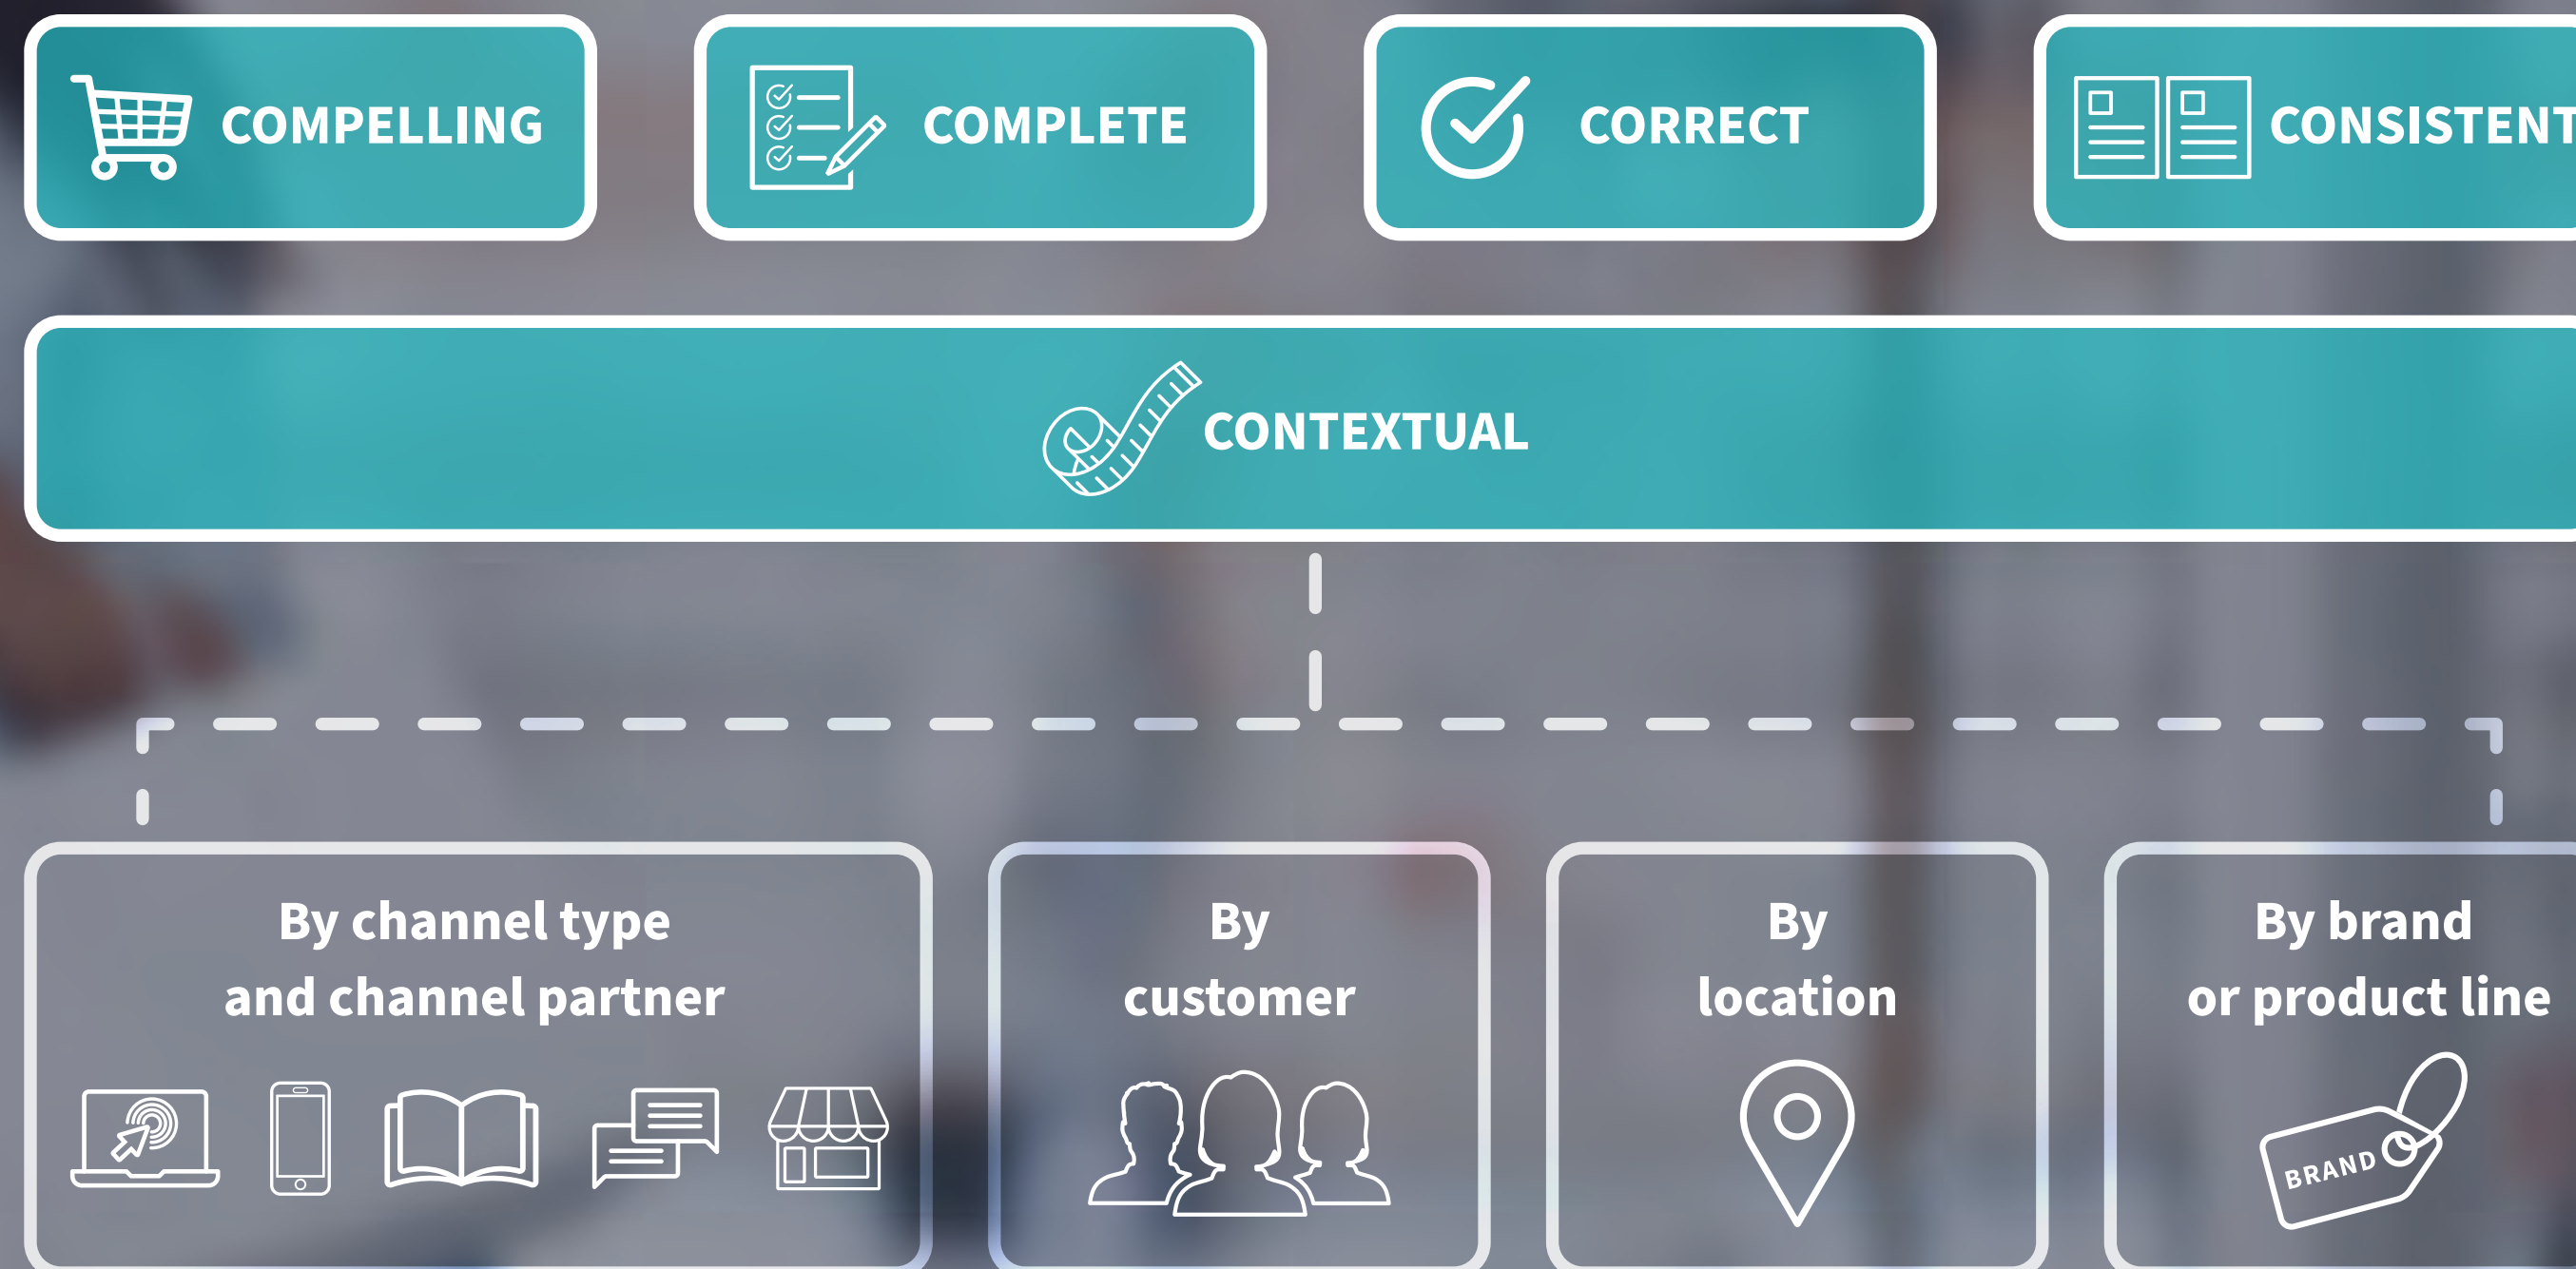 COMPELLING
COMPLETE
CORRECT
CONSISTENT
CONTEXTUAL
By channel type
and channel partner
By
customer
By
location
By brand
or product line
BRAND